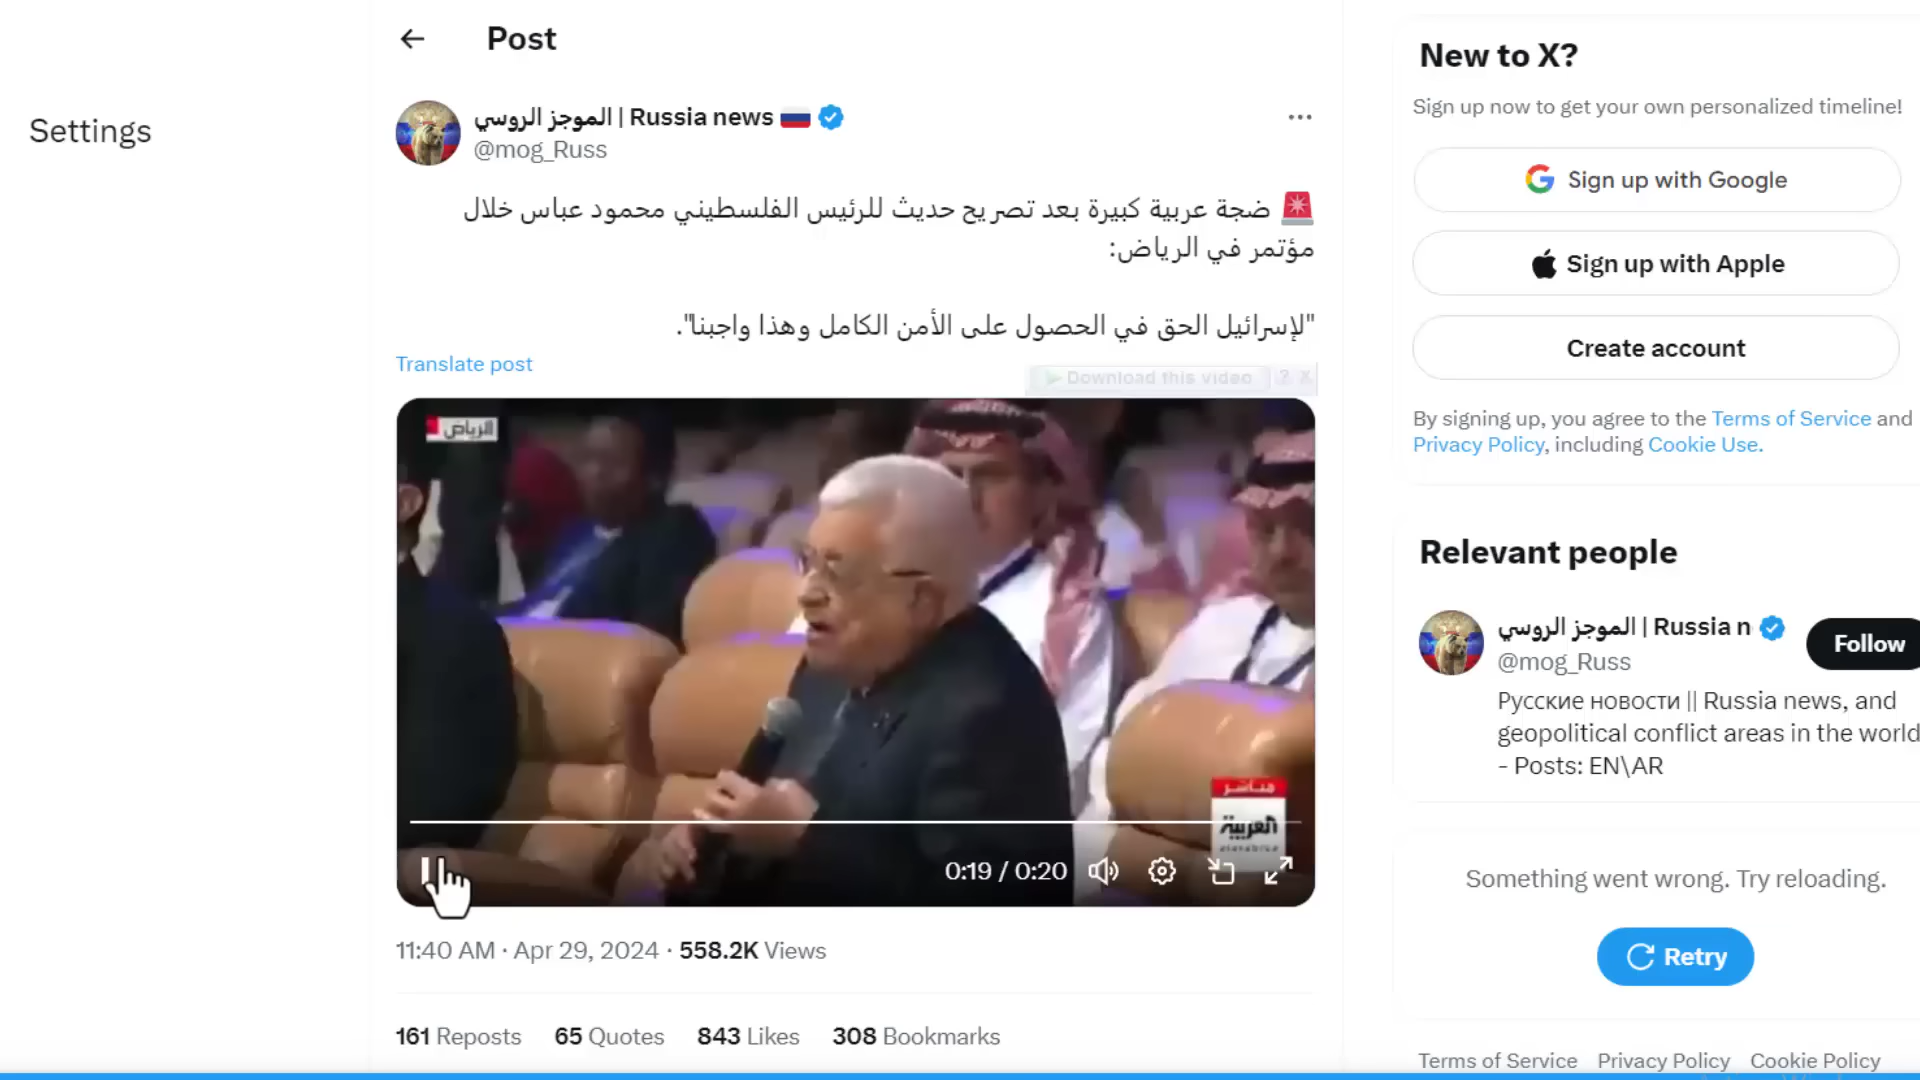 Settings
Post
الموجز الروسي | Russia news
@mog_Russ
ضجة عربية كبيرة بعد تصريح حديث للرئيس الفلسطيني محمود عباس خلال
مؤتمر في الرياض:
"لإسرائيل الحق في الحصول على الأمن الكامل وهذا واجبنا".
Translate post
Download this video ? X
الرياض
مباشر
العربية
0:19 / 0:20
11:40 AM · Apr 29, 2024 · 558.2K Views
161 Reposts 65 Quotes 843 Likes 308 Bookmarks
New to X?
Sign up now to get your own personalized timeline!
Sign up with Google
Sign up with Apple
Create account
By signing up, you agree to the Terms of Service and
Privacy Policy, including Cookie Use.
Relevant people
الموجز الروسي | Russia n
@mog_Russ
Follow
Русские новости || Russia news, and
geopolitical conflict areas in the world
- Posts: EN\AR
Something went wrong. Try reloading.
Retry
Terms of Service Privacy Policy Cookie Policy